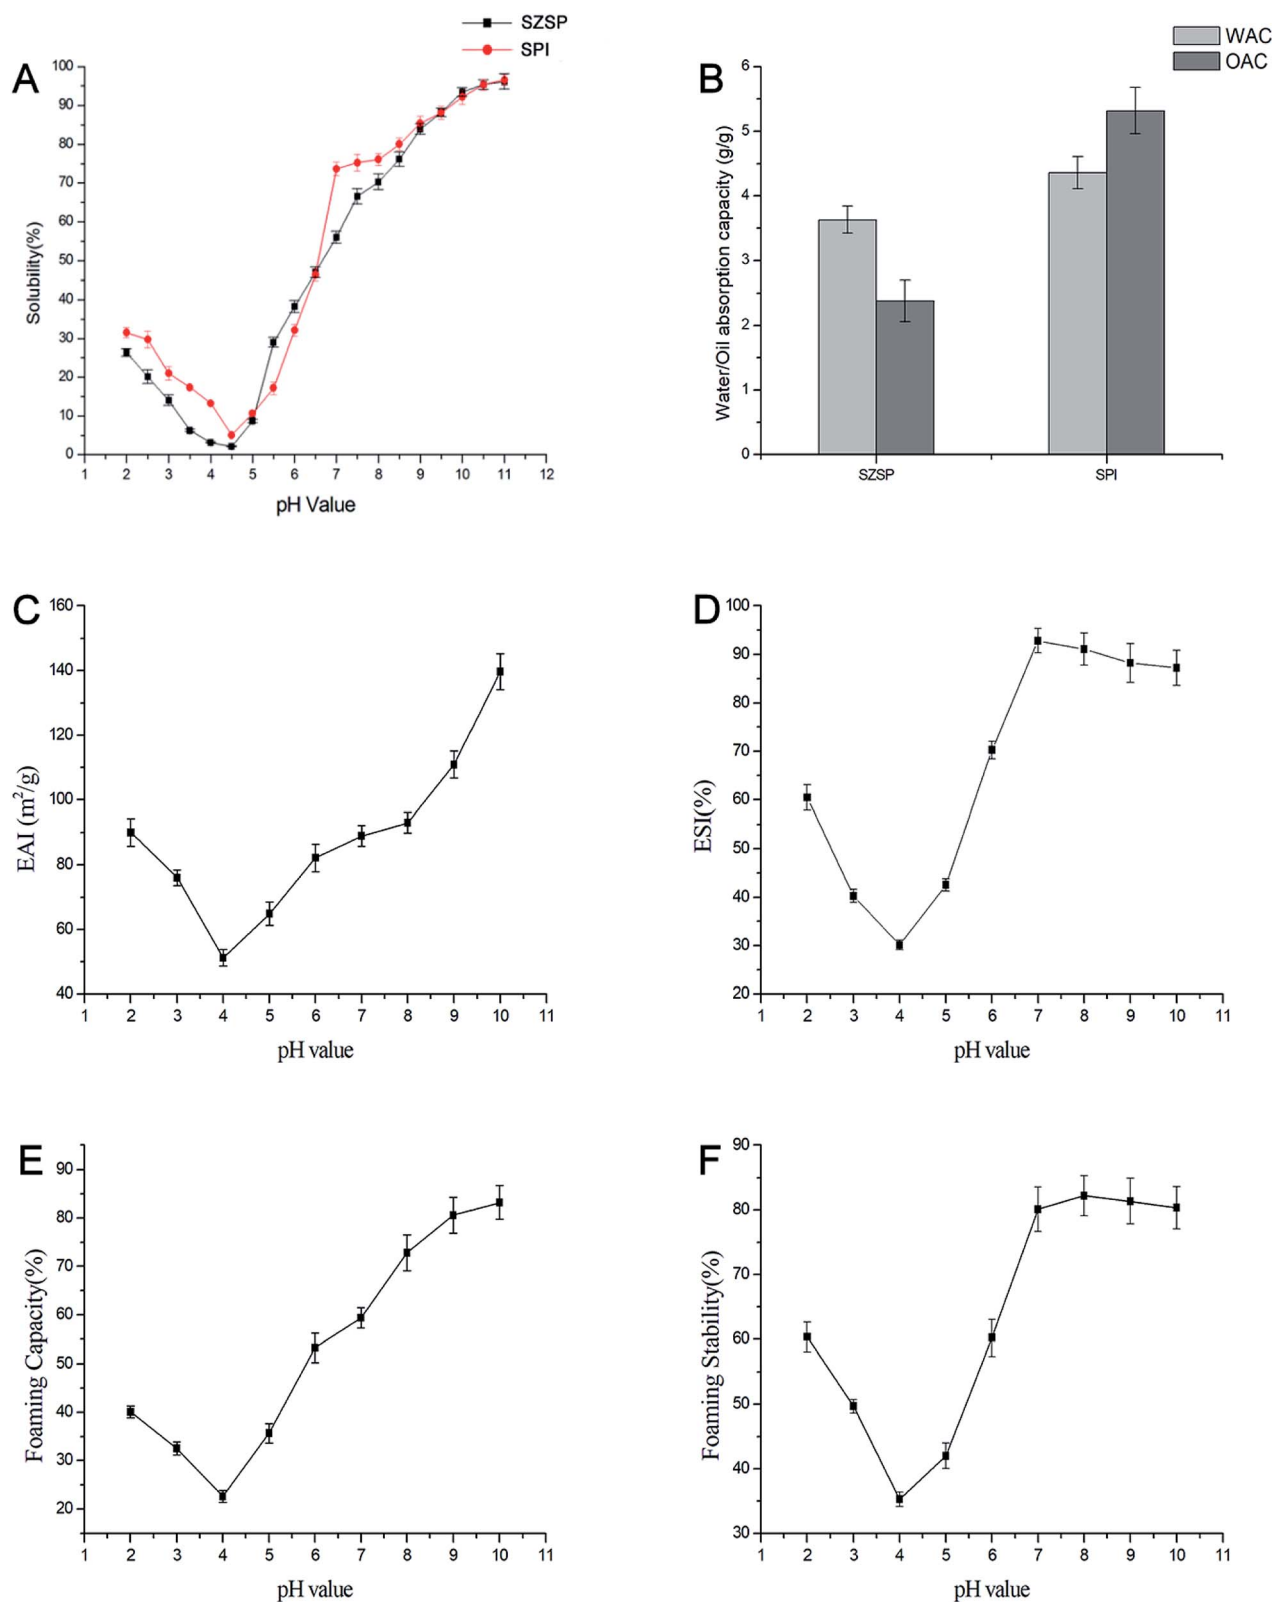 SZSP
SPI
A
100
90
80
70
60
50
40
30
20
10
0
Solubility(%)
1 2 3 4 5 6 7 8 9 10 11 12
pH Value
WAC
OAC
B
6
5
4
3
2
1
0
Water/Oil absorption capacity (g/g)
SZSP SPI
C
160
140
120
100
80
60
40
EAI (m²/g)
1 2 3 4 5 6 7 8 9 10 11
pH value
D
100
90
80
70
60
50
40
30
20
ESI(%)
1 2 3 4 5 6 7 8 9 10 11
pH value
E
90
80
70
60
50
40
30
20
Foaming Capacity(%)
1 2 3 4 5 6 7 8 9 10 11
pH value
F
90
80
70
60
50
40
30
Foaming Stability(%)
1 2 3 4 5 6 7 8 9 10 11
pH value